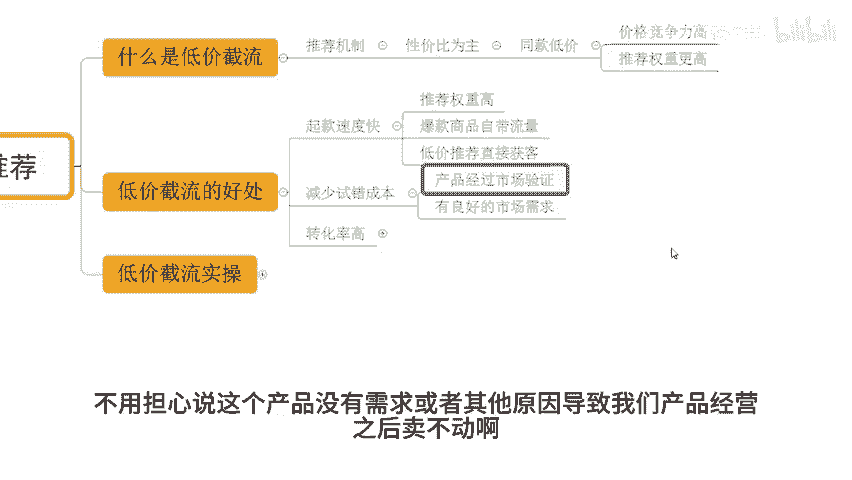 什么是低价截流
推荐机制
性价比为主
同款低价
价格竞争力高
推荐权重更高
推荐
低价截流的好处
起款速度快
推荐权重高
爆款商品自带流量
低价推荐直接获客
减少试错成本
产品经过市场验证
有良好的市场需求
转化率高
低价截流实操
不用担心说这个产品没有需求或者其他原因导致我们产品经营
之后卖不动啊
bilibili